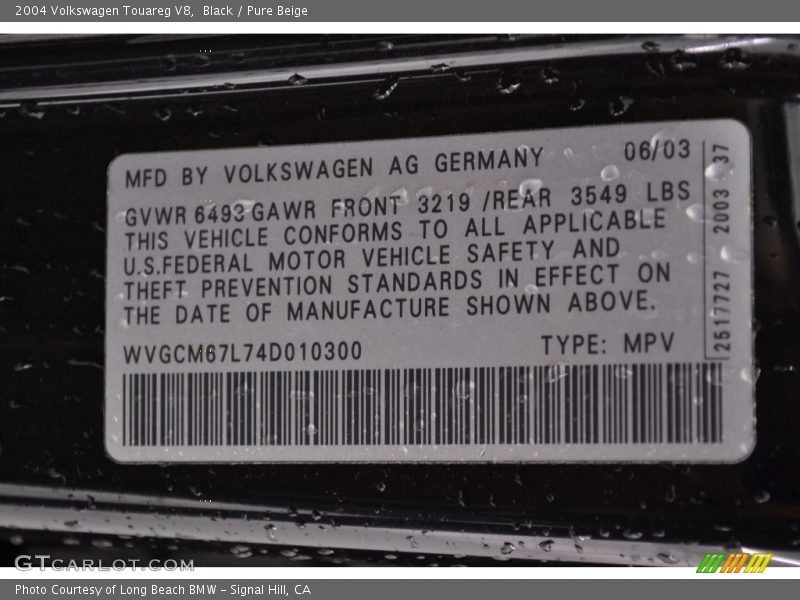 2004 Volkswagen Touareg V8, Black / Pure Beige
MFD BY VOLKSWAGEN AG GERMANY 06/03
GVWR 6493 GAWR FRONT 3219 /REAR 3549 LBS
THIS VEHICLE CONFORMS TO ALL APPLICABLE
U.S.FEDERAL MOTOR VEHICLE SAFETY AND
THEFT PREVENTION STANDARDS IN EFFECT ON
THE DATE OF MANUFACTURE SHOWN ABOVE.
WVGCM67L74D010300 TYPE: MPV
2517727 2003 37
GTCARLOT.COM
Photo Courtesy of Long Beach BMW - Signal Hill, CA